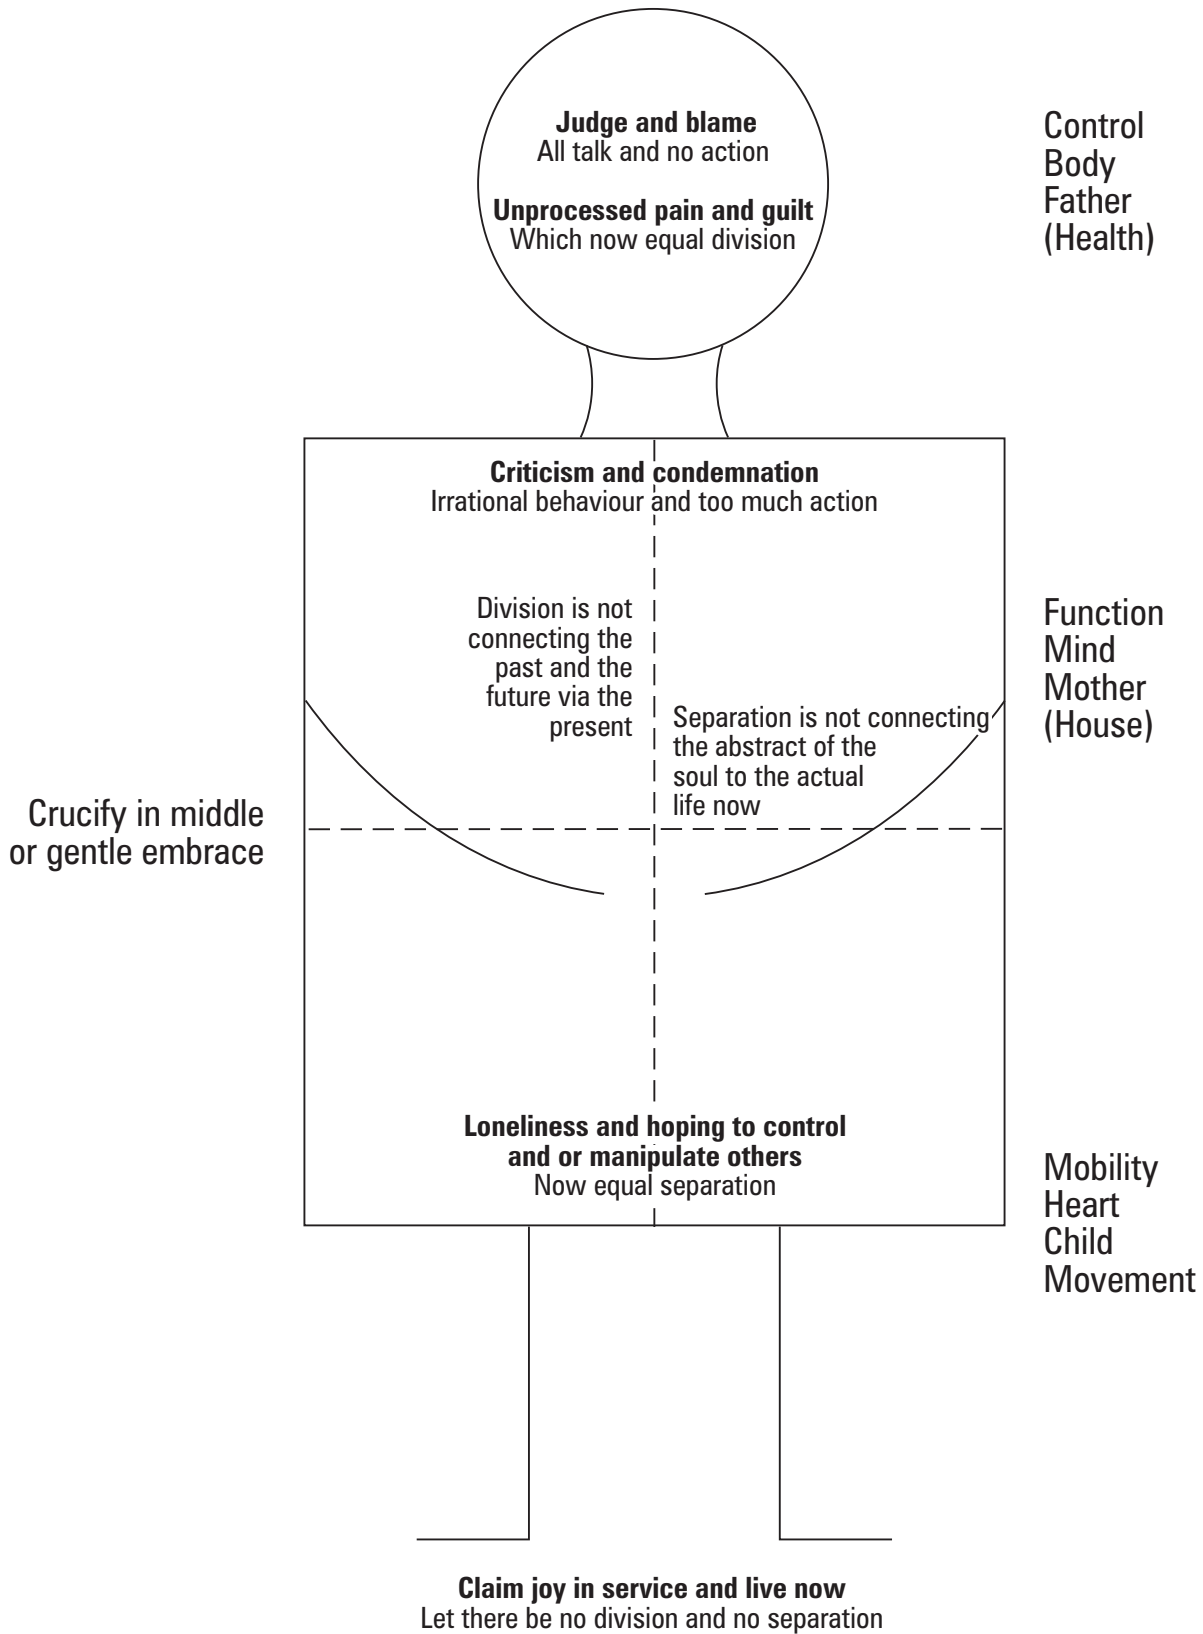 Judge and blame
All talk and no action
Unprocessed pain and guilt
Which now equal division
Control
Body
Father
(Health)
Criticism and condemnation
Irrational behaviour and too much action
Division is not
connecting the
past and the
future via the
present
Separation is not connecting
the abstract of the
soul to the actual
life now
Function
Mind
Mother
(House)
Crucify in middle
or gentle embrace
Loneliness and hoping to control
and or manipulate others
Now equal separation
Mobility
Heart
Child
Movement
Claim joy in service and live now
Let there be no division and no separation